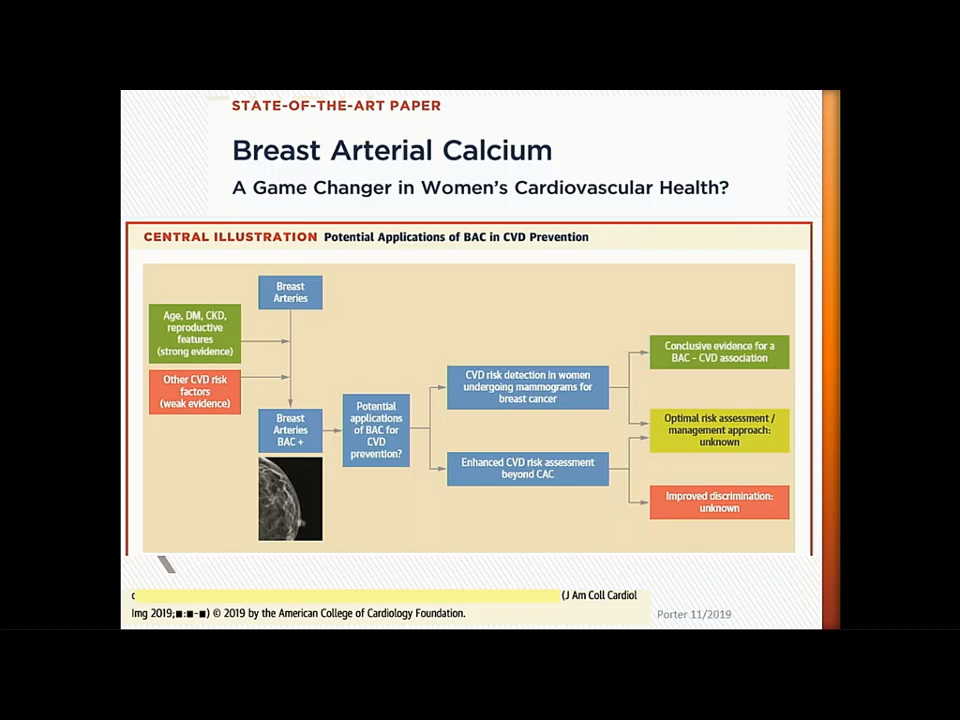 STATE-OF-THE-ART PAPER
Breast Arterial Calcium
A Game Changer in Women's Cardiovascular Health?
CENTRAL ILLUSTRATION Potential Applications of BAC in CVD Prevention
Breast
Arteries
Age, DM, CKD,
reproductive
features
(strong evidence)
Other CVD risk
factors
(weak evidence)
Breast
Arteries
BAC +
Potential
applications
of BAC for
CVD
prevention?
CVD risk detection in women
undergoing mammograms for
breast cancer
Enhanced CVD risk assessment
beyond CAC
Conclusive evidence for a
BAC – CVD association
Optimal risk assessment /
management approach:
unknown
Improved discrimination:
unknown
(J Am Coll Cardiol
Img 2019;■:■-■) © 2019 by the American College of Cardiology Foundation.
Porter 11/2019